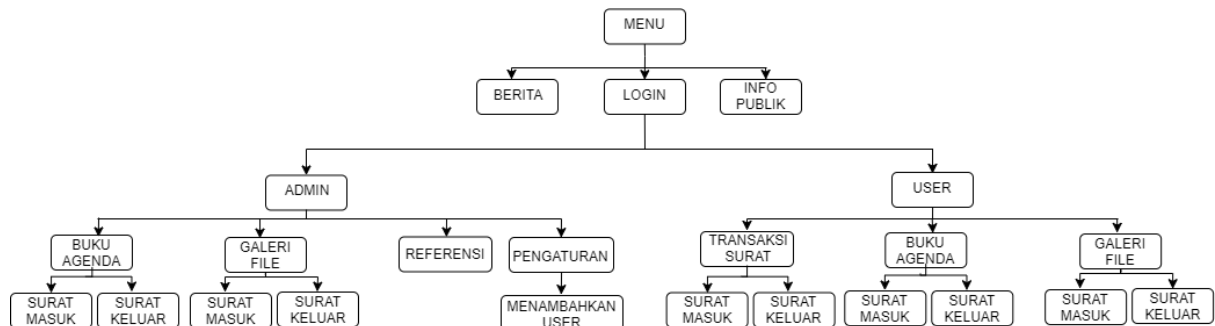 MENU
BERITA
LOGIN
INFO
PUBLIK
ADMIN
USER
BUKU
AGENDA
GALERI
FILE
REFERENSI
PENGATURAN
TRANSAKSI
SURAT
BUKU
AGENDA
GALERI
FILE
SURAT
MASUK
SURAT
KELUAR
SURAT
MASUK
SURAT
KELUAR
MENAMBAHKAN
USER
SURAT
MASUK
SURAT
KELUAR
SURAT
MASUK
SURAT
KELUAR
SURAT
MASUK
SURAT
KELUAR